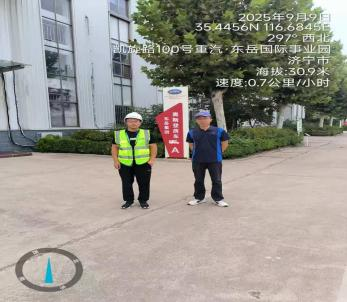 2025年9月9日
35.4456N 116.6845E
297° 西北
凯旋路100号重汽·东岳国际事业园
济宁市
海拔:30.9米
速度:0.7公里/小时
A